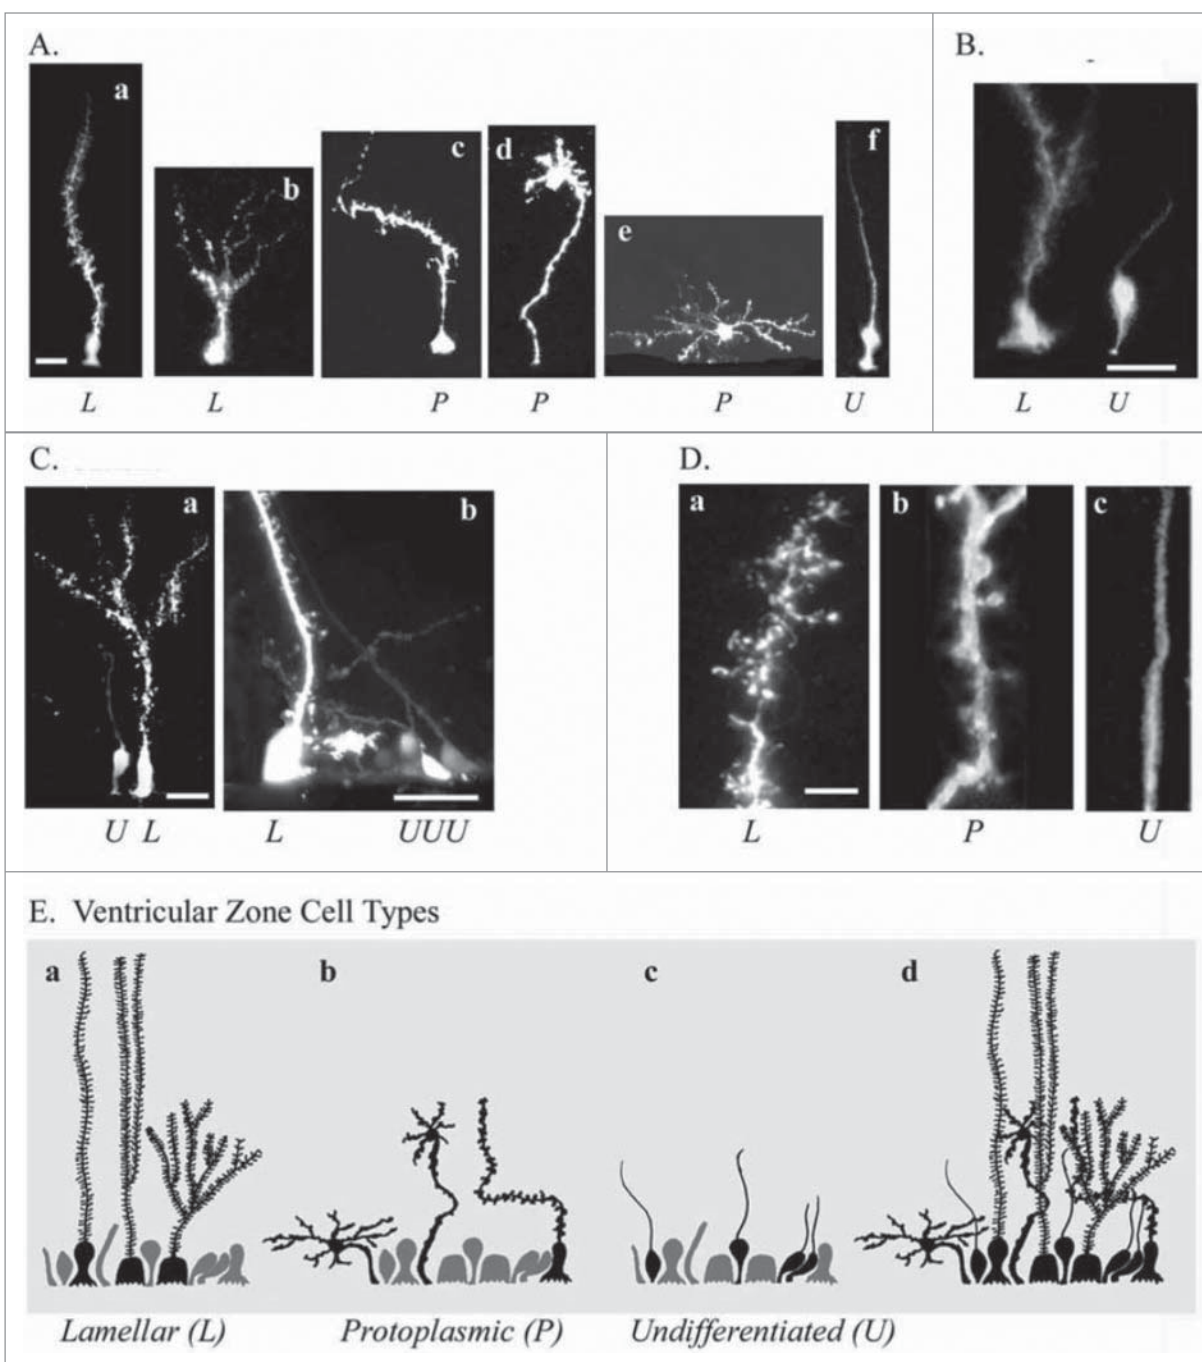 A.
B.
a
b
c
d
e
f
L
L
P
P
P
U
L
U
C.
D.
a
b
a
b
c
U L
L
UUU
L
P
U
E. Ventricular Zone Cell Types
a
b
c
d
Lamellar (L)
Protoplasmic (P)
Undifferentiated (U)